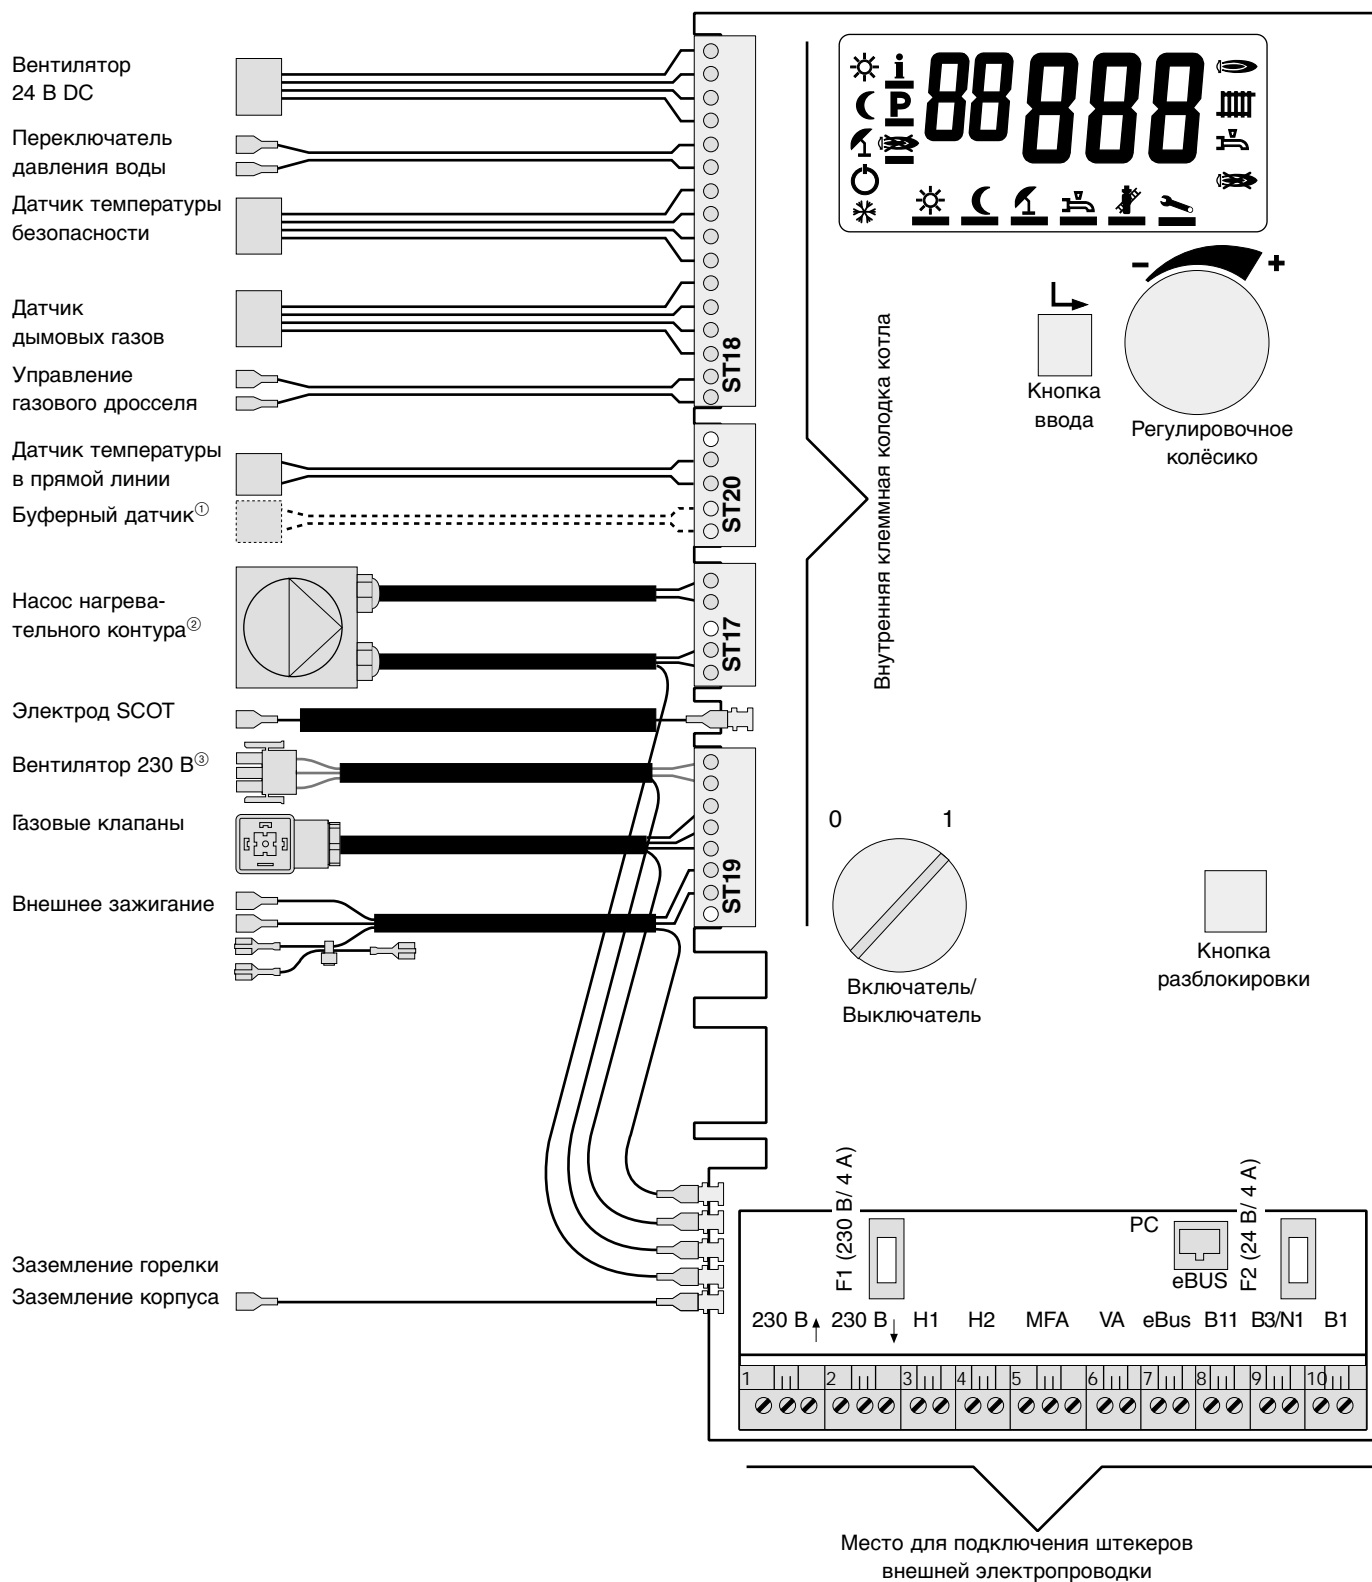 Вентилятор
24 В DC
Переключатель
давления воды
Датчик температуры
безопасности
Датчик
дымовых газов
Управление
газового дросселя
ST18
Датчик температуры
в прямой линии
Буферный датчик①
ST20
Насос нагрева-
тельного контура②
ST17
Электрод SCOT
Вентилятор 230 В③
Газовые клапаны
Внешнее зажигание
ST19
Заземление горелки
Заземление корпуса
Внутренняя клеммная колодка котла
i
P
88 888
– +
Кнопка
ввода
Регулировочное
колёсико
0 1
Включатель/
Выключатель
Кнопка
разблокировки
F1 (230 В/ 4 А)
PC
eBUS
F2 (24 В/ 4 А)
230 В 230 В H1 H2 MFA VA eBus B11 B3/N1 B1
1 2 3 4 5 6 7 8 9 10
Место для подключения штекеров
внешней электропроводки